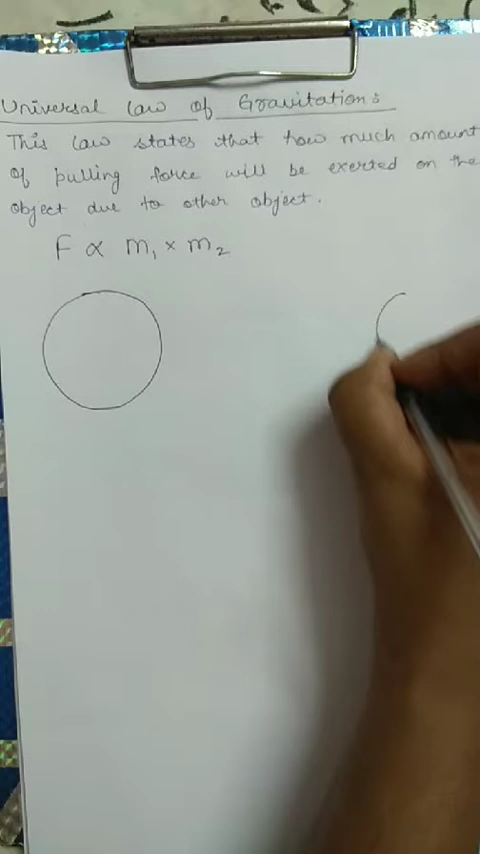 Universal Law of Gravitation:
This law states that how much amount
of pulling force will be exerted on the
object due to other object.
F ∝ m₁ × m₂